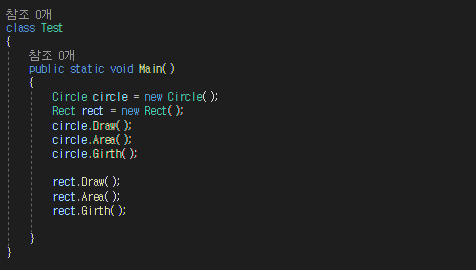 참조 0개
class Test
{
참조 0개
public static void Main()
{
Circle circle = new Circle();
Rect rect = new Rect();
circle.Draw();
circle.Area();
circle.Girth();
rect.Draw();
rect.Area();
rect.Girth();
}
}